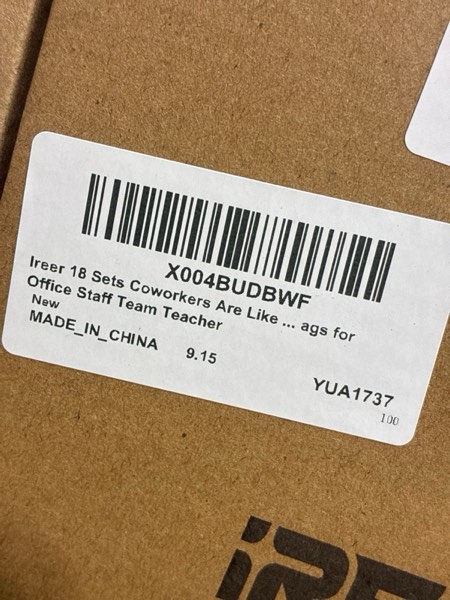 X004BUDBWF
Ireer 18 Sets Coworkers Are Like ... ags for
Office Staff Team Teacher
New
MADE_IN_CHINA 9.15
YUA1737
100